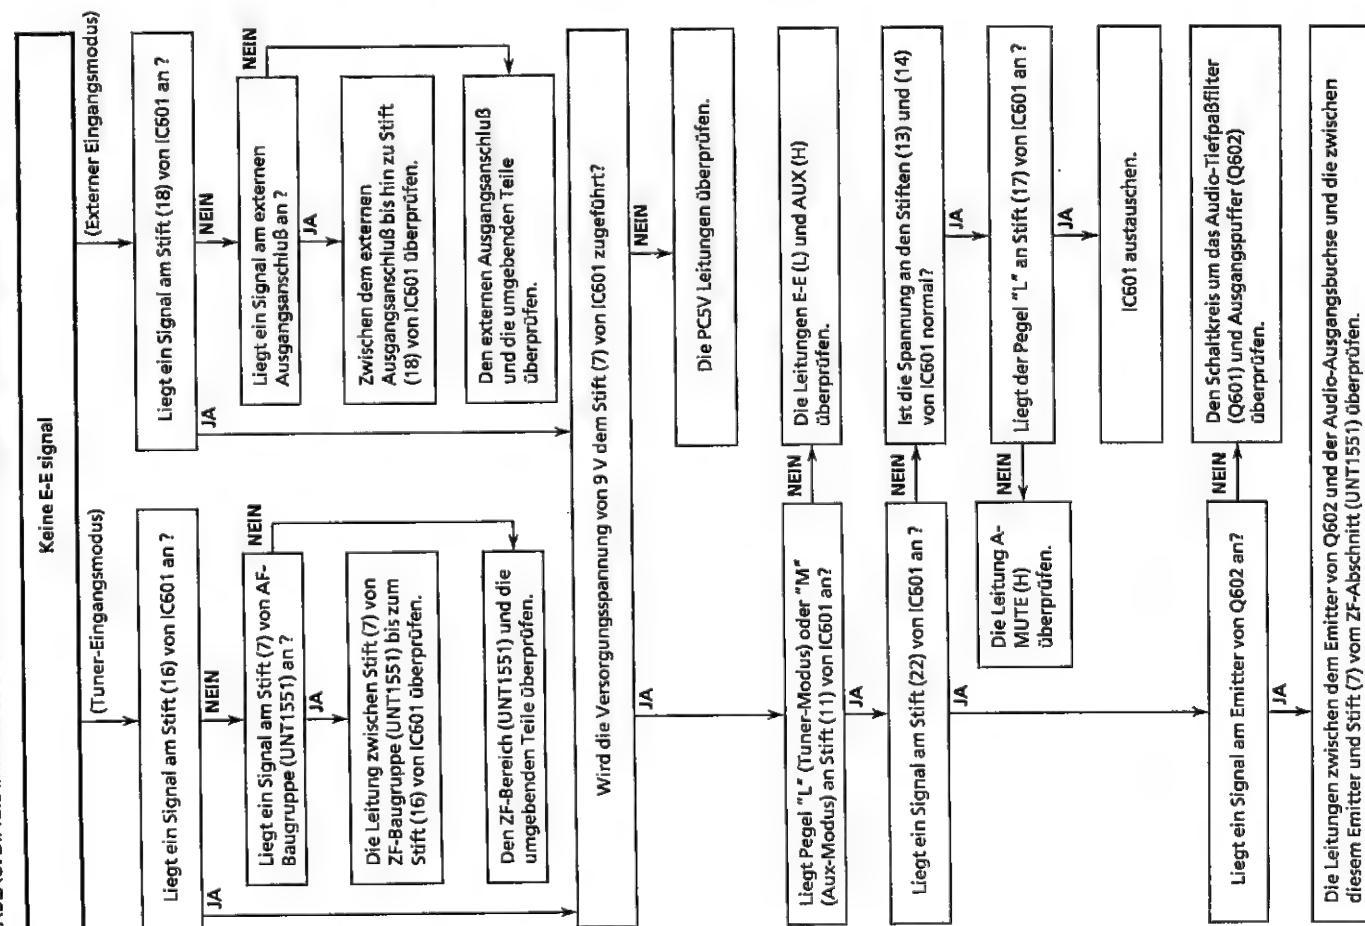 Keine E-E signal
(Tuner-Eingangsmodus)
(Externer Eingangsmodus)
Liegt ein Signal am Stift (16) von IC601 an ?
Liegt ein Signal am Stift (18) von IC601 an ?
NEIN
JA
NEIN
JA
Liegt ein Signal am Stift (7) von AF-
Baugruppe (UNT1551) an ?
NEIN
Liegt ein Signal am externen
Ausgangsanschluß an ?
NEIN
JA
JA
Die Leitung zwischen Stift (7) von
ZF-Baugruppe (UNT1551) bis zum
Stift (16) von IC601 überprüfen.
Zwischen dem externen
Ausgangsanschluß bis hin zu Stift
(18) von IC601 überprüfen.
Den ZF-Bereich (UNT1551) und die
umgebenden Teile überprüfen.
Den externen Ausgangsanschluß
und die umgebenden Teile
überprüfen.
Wird die Versorgungsspannung von 9 V dem Stift (7) von IC601 zugeführt?
JA
NEIN
Die PC5V Leitungen überprüfen.
Liegt Pegel "L" (Tuner-Modus) oder "M"
(Aux-Modus) an Stift (11) von IC601 an?
NEIN
Die Leitungen E-E (L) und AUX (H)
überprüfen.
JA
Liegt ein Signal am Stift (22) von IC601 an ?
NEIN
Ist die Spannung an den Stiften (13) und (14)
von IC601 normal?
JA
JA
Die Leitung A-
MUTE (H)
überprüfen.
NEIN
Liegt der Pegel "L" an Stift (17) von IC601 an ?
JA
IC601 austauschen.
Liegt ein Signal am Emitter von Q602 an?
NEIN
Den Schaltkreis um das Audio-Tiefpaßfilter
(Q601) und Ausgangspuffer (Q602)
überprüfen.
JA
Die Leitungen zwischen dem Emitter von Q602 und der Audio-Ausgangsbuchse und die zwischen
diesem Emitter und Stift (7) vom ZF-Abschnitt (UNT1551) überprüfen.